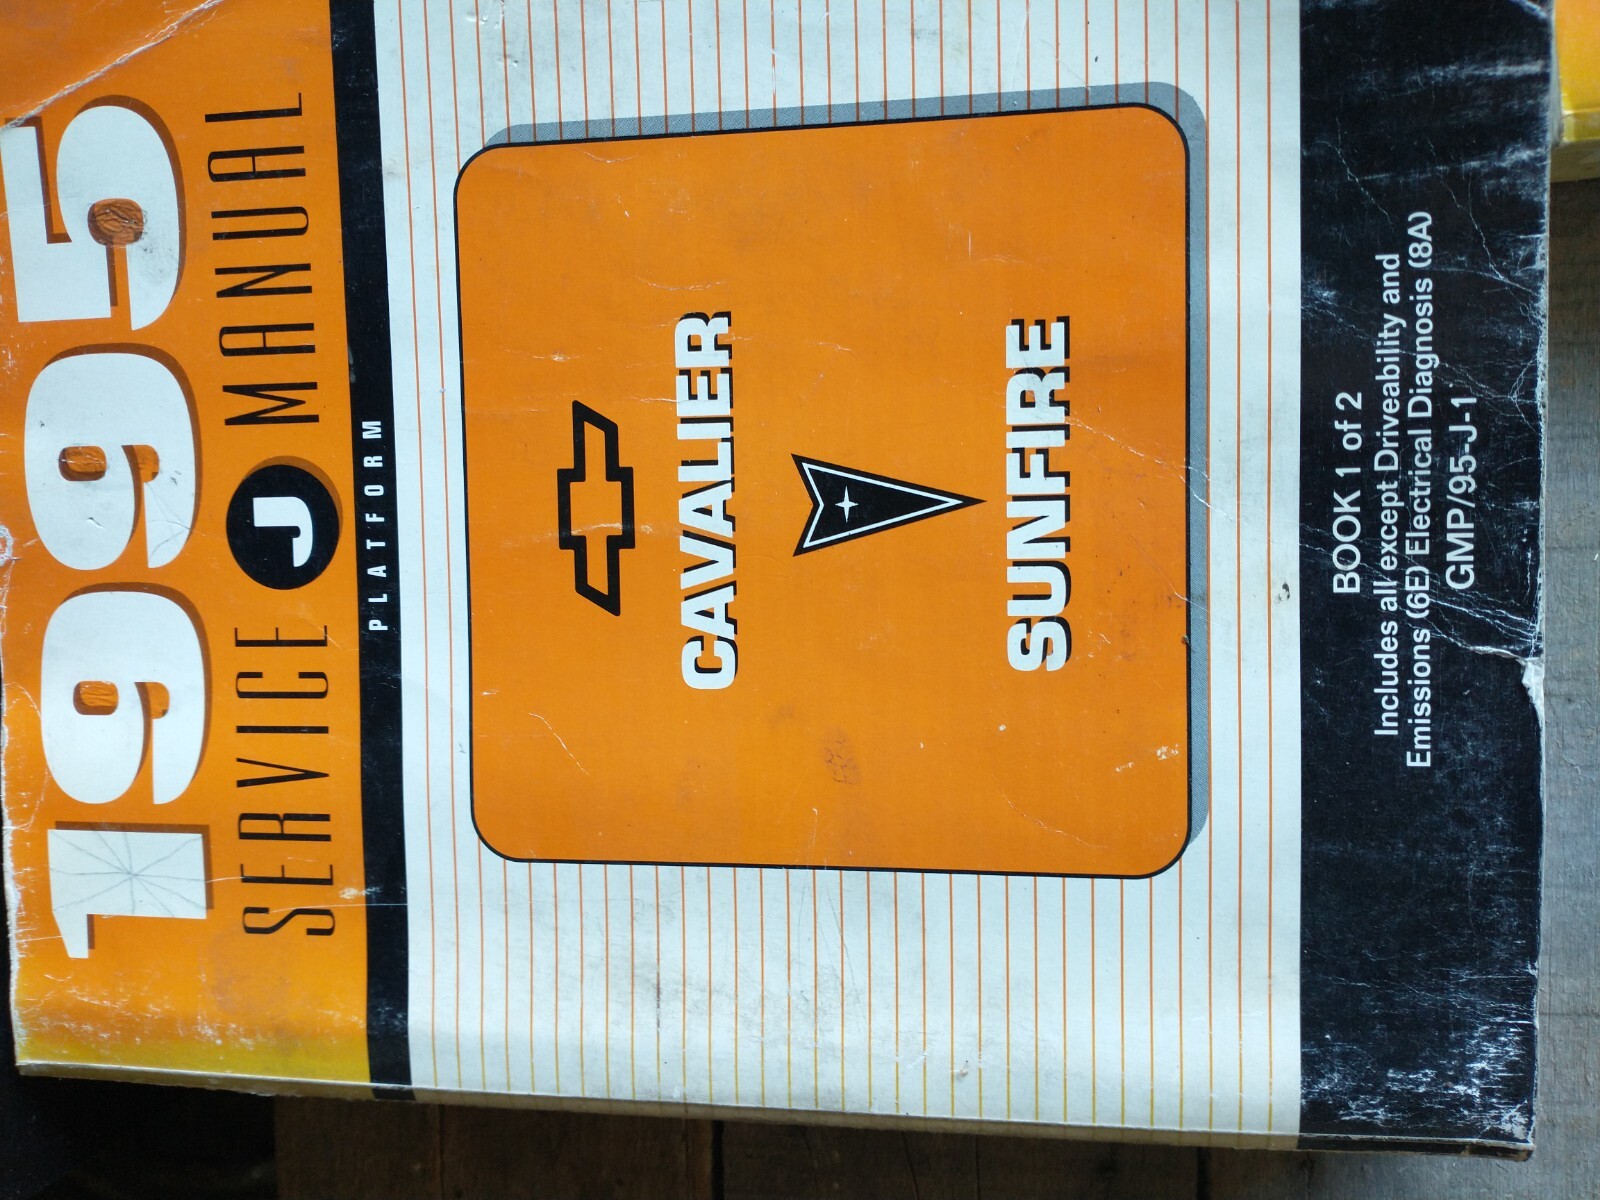 1995
SERVICE J MANUAL
PLATFORM
CAVALIER
SUNFIRE
BOOK 1 of 2
Includes all except Driveability and
Emissions (6E) Electrical Diagnosis (8A)
GMP/95-J-1